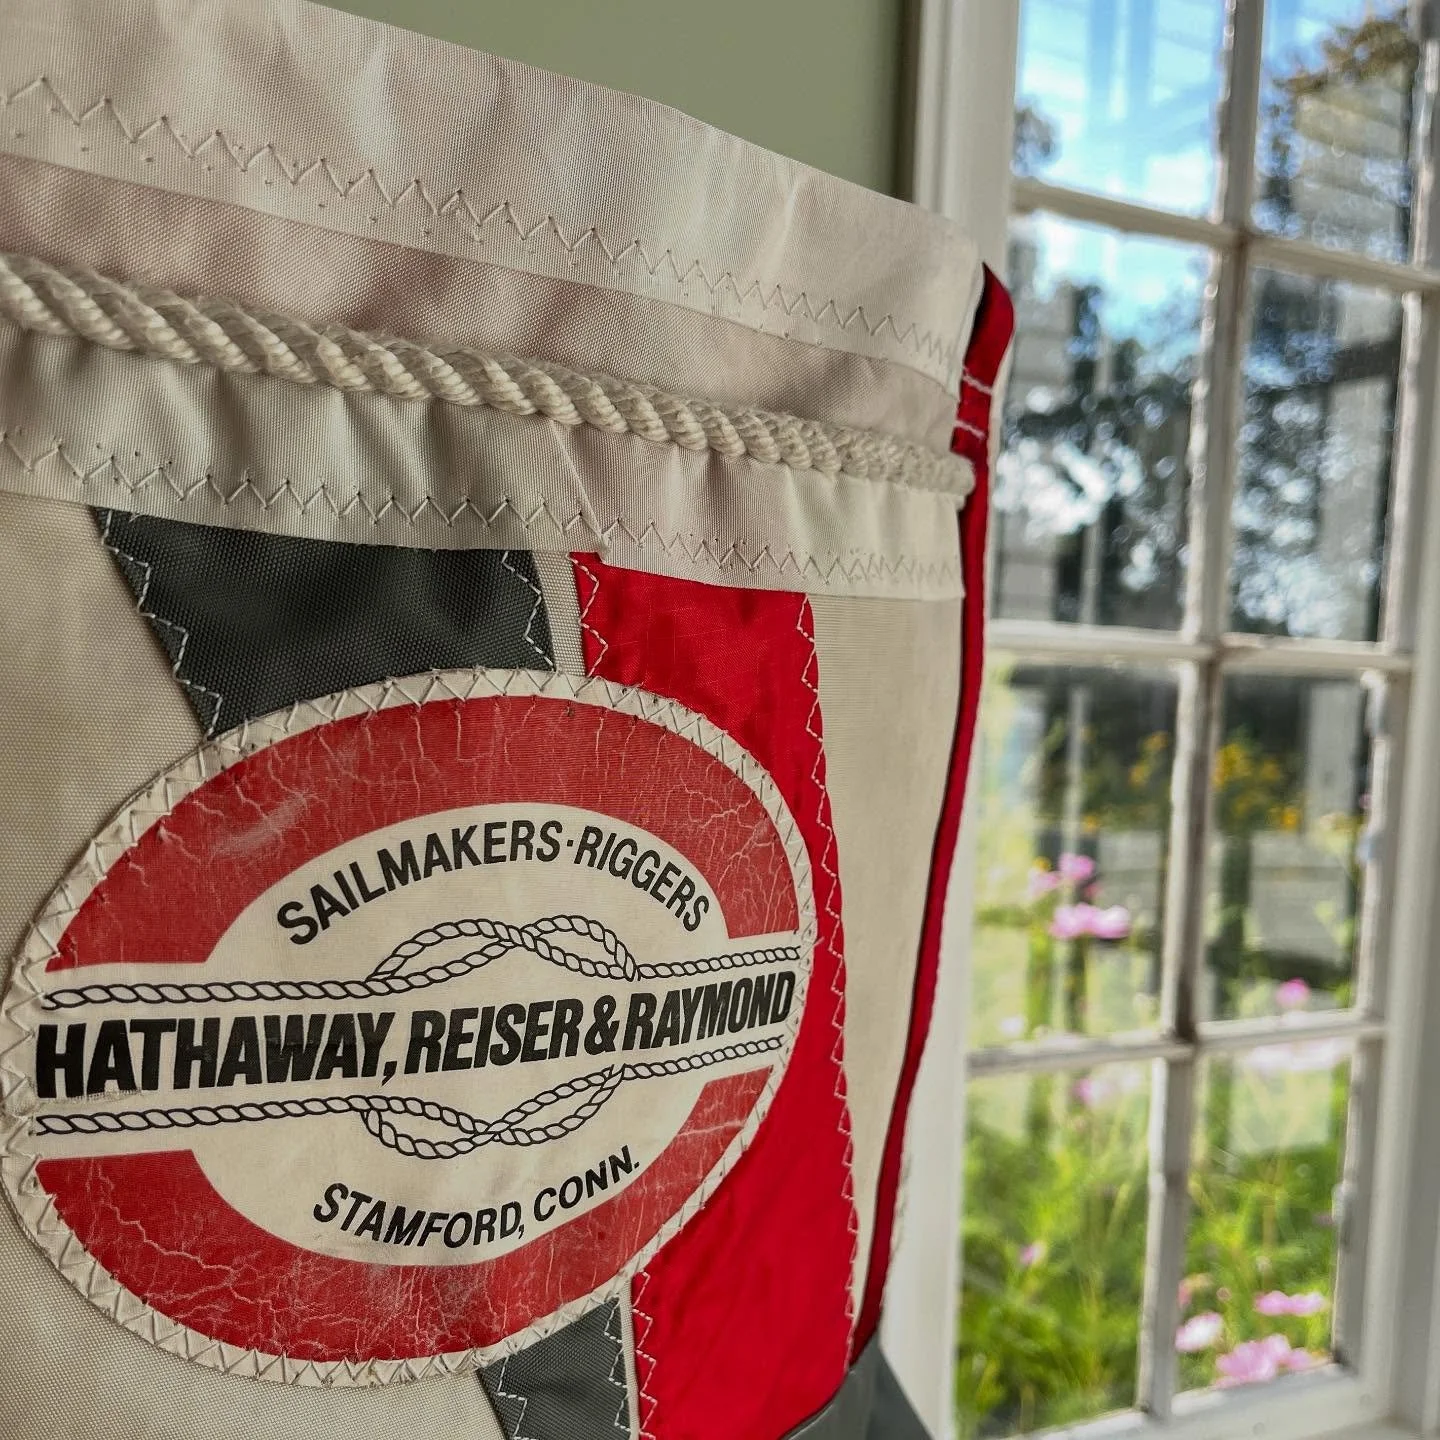 SAILMAKERS·RIGGERS
HATHAWAY, REISER & RAYMOND
STAMFORD, CONN.